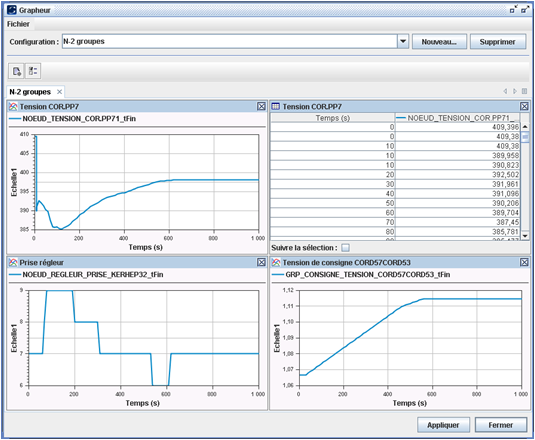 Grapheur
Fichier
Configuration : N-2 groupes Nouveau... Supprimer
N-2 groupes
Tension COR.PP7
NOEUD_TENSION_COR.PP71_tFin
410
405
400
395
390
385
Echelle1
0 200 400 600 800 1 000
Temps (s)
Tension COR.PP7
Temps (s) NOEUD_TENSION_COR.PP71_...
0 409,396
0 409,38
10 409,38
10 389,958
10 390,823
20 392,502
30 391,961
40 391,096
50 390,206
60 389,704
70 387,45
80 385,781
Suivre la sélection :
Prise régleur
NOEUD_REGLEUR_PRISE_KERHEP32_tFin
9
8
7
6
Echelle1
0 200 400 600 800 1 000
Temps (s)
Tension de consigne CORD57CORD53
GRP_CONSIGNE_TENSION_CORD57CORD53_tFin
1,12
1,11
1,10
1,09
1,08
1,07
1,06
Echelle1
0 200 400 600 800 1 000
Temps (s)
Appliquer Fermer